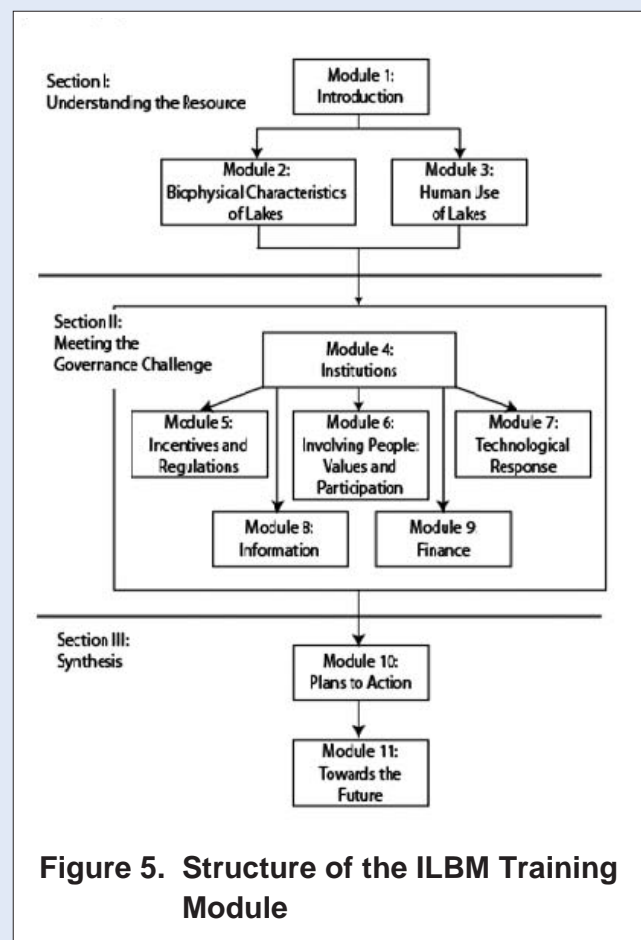 Section I:
Understanding the Resource
Module 1:
Introduction
Module 2:
Biophysical Characteristics
of Lakes
Module 3:
Human Use
of Lakes
Section II:
Meeting the
Governance Challenge
Module 4:
Institutions
Module 5:
Incentives and
Regulations
Module 6:
Involving People:
Values and
Participation
Module 7:
Technological
Response
Module 8:
Information
Module 9:
Finance
Section III:
Synthesis
Module 10:
Plans to Action
Module 11:
Towards the
Future
Figure 5. Structure of the ILBM Training
Module